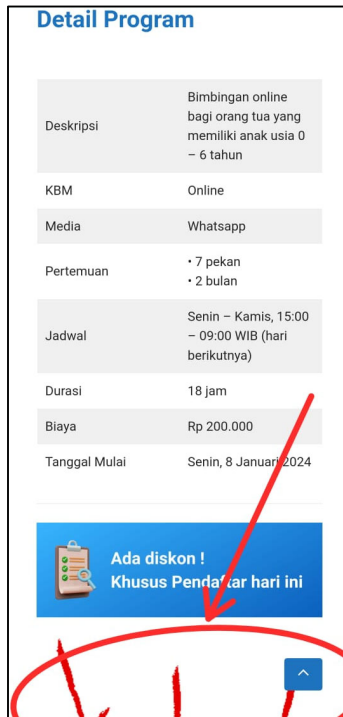 Detail Program
Deskripsi
Bimbingan online
bagi orang tua yang
memiliki anak usia 0
– 6 tahun
KBM
Online
Media
Whatsapp
Pertemuan
• 7 pekan
• 2 bulan
Jadwal
Senin – Kamis, 15:00
– 09:00 WIB (hari
berikutnya)
Durasi
18 jam
Biaya
Rp 200.000
Tanggal Mulai
Senin, 8 Januari 2024
Ada diskon !
Khusus Pendaftar hari ini